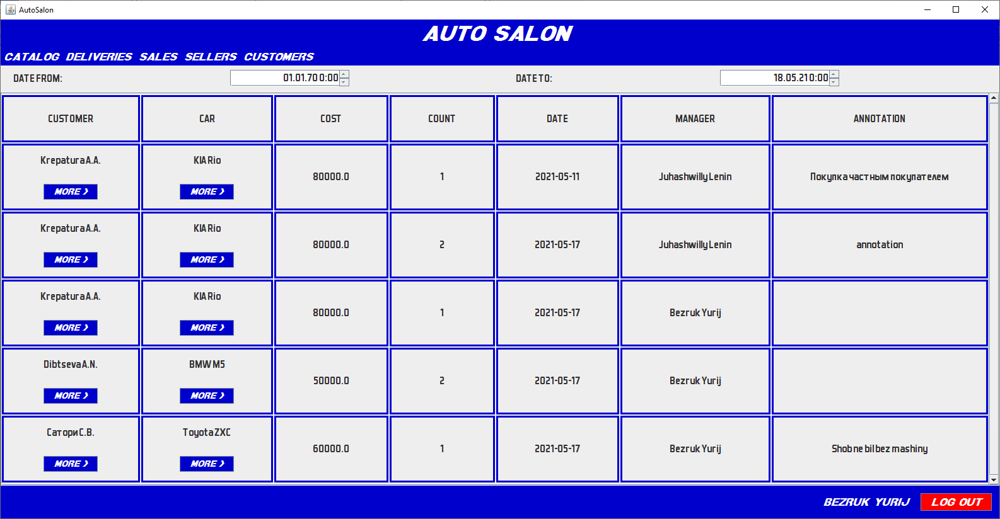 AutoSalon
AUTO SALON
CATALOG DELIVERIES SALES SELLERS CUSTOMERS
DATE FROM: 01.01.70 0:00 DATE TO: 18.05.21 0:00
CUSTOMER CAR COST COUNT DATE MANAGER ANNOTATION
Krepatura A.A. KIA Rio
80000.0 1 2021-05-11 Juhashwilly Lenin Покупка частным покупателем
MORE > MORE >
Krepatura A.A. KIA Rio
80000.0 2 2021-05-17 Juhashwilly Lenin annotation
MORE > MORE >
Krepatura A.A. KIA Rio
80000.0 1 2021-05-17 Bezruk Yurij
MORE > MORE >
Dibtseva A.N. BMW M5
50000.0 2 2021-05-17 Bezruk Yurij
MORE > MORE >
Сатори С.В. Toyota ZXC
60000.0 1 2021-05-17 Bezruk Yurij Shob ne bil bez mashiny
MORE > MORE >
BEZRUK YURIJ LOG OUT